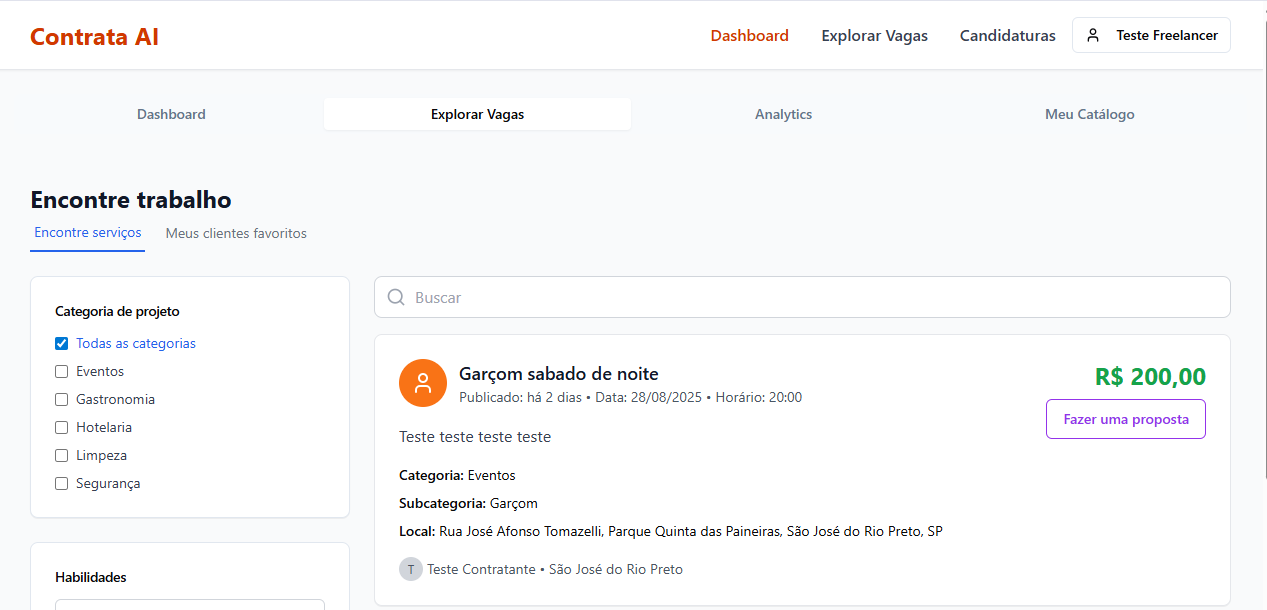 Contrata AI
Dashboard
Explorar Vagas
Candidaturas
Teste Freelancer
Dashboard
Explorar Vagas
Analytics
Meu Catálogo
Encontre trabalho
Encontre serviços
Meus clientes favoritos
Categoria de projeto
Todas as categorias
Eventos
Gastronomia
Hotelaria
Limpeza
Segurança
Habilidades
Buscar
Garçom sabado de noite
Publicado: há 2 dias • Data: 28/08/2025 • Horário: 20:00
R$ 200,00
Fazer uma proposta
Teste teste teste teste
Categoria: Eventos
Subcategoria: Garçom
Local: Rua José Afonso Tomazelli, Parque Quinta das Paineiras, São José do Rio Preto, SP
T Teste Contratante • São José do Rio Preto